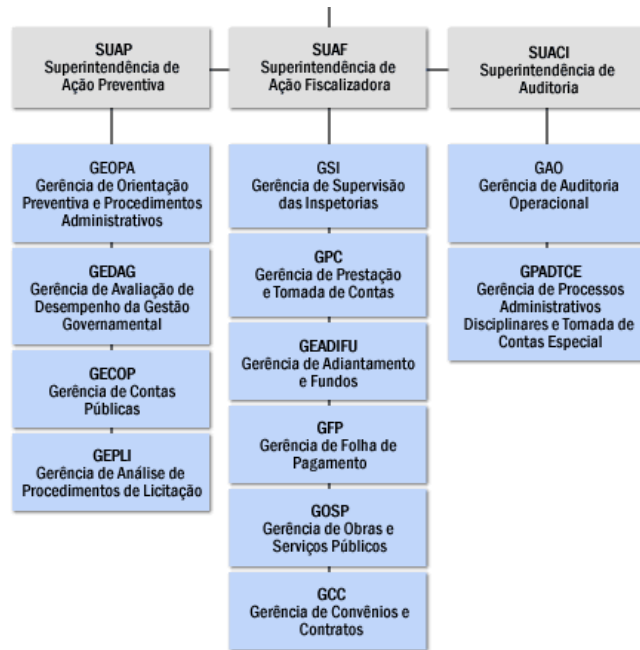 SUAP
Superintendência de
Ação Preventiva
SUAF
Superintendência de
Ação Fiscalizadora
SUACI
Superintendência de
Auditoria
GEOPA
Gerência de Orientação
Preventiva e Procedimentos
Administrativos
GEDAG
Gerência de Avaliação de
Desempenho da Gestão
Governamental
GECOP
Gerência de Contas
Públicas
GEPLI
Gerência de Análise de
Procedimentos de Licitação
GSI
Gerência de Supervisão
das Inspetorias
GPC
Gerência de Prestação
e Tomada de Contas
GEADIFU
Gerência de Adiantamento
e Fundos
GFP
Gerência de Folha de
Pagamento
GOSP
Gerência de Obras e
Serviços Públicos
GCC
Gerência de Convênios e
Contratos
GAO
Gerência de Auditoria
Operacional
GPADTCE
Gerência de Processos
Administrativos
Disciplinares e Tomada de
Contas Especial